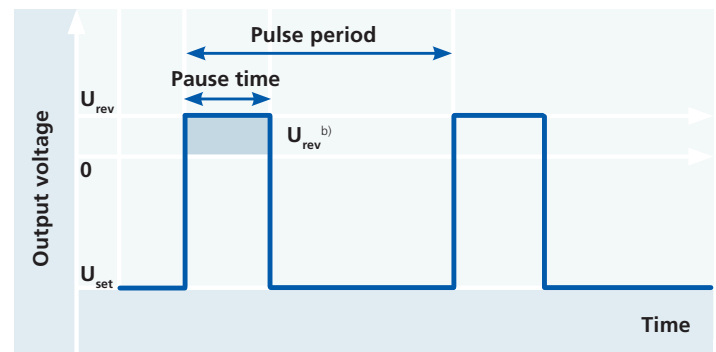 Pulse period
Pause time
Urev
Urev b)
0
Output voltage
Uset
Time